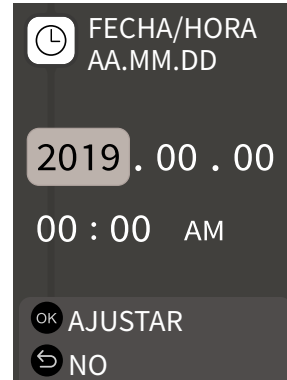 FECHA/HORA
AA.MM.DD
2019 . 00 . 00
00 : 00 AM
OK AJUSTAR
NO